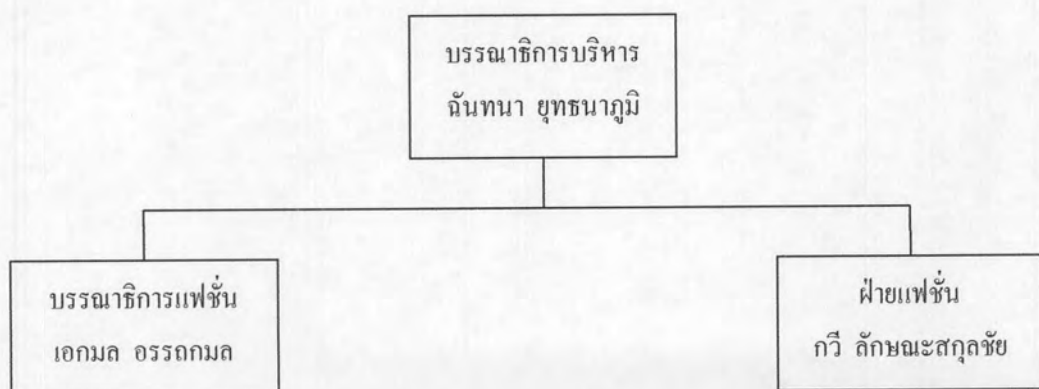 บรรณาธิการบริหาร
ฉันทนา ยุทธนาภูมิ
บรรณาธิการแฟชั่น
เอกมล อรรถกมล
ฝ่ายแฟชั่น
กวี ลักษณะสกุลชัย